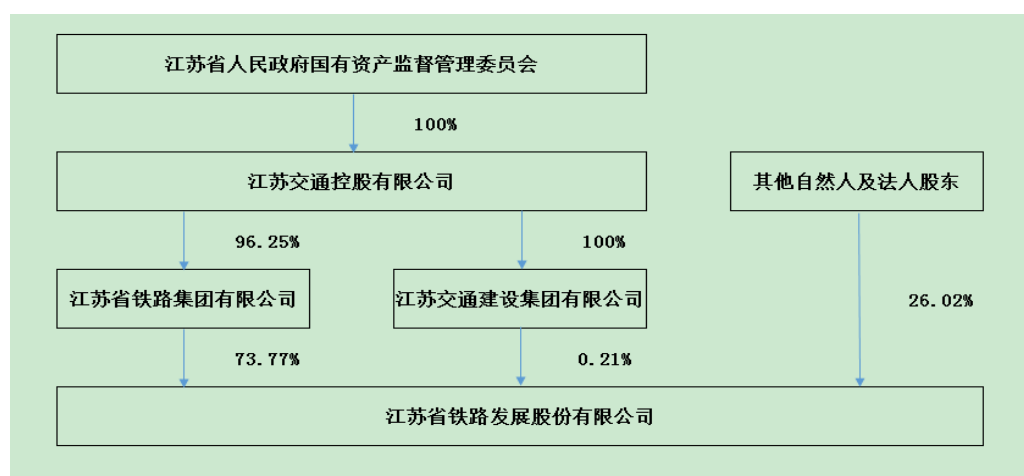 江苏省人民政府国有资产监督管理委员会
100%
江苏交通控股有限公司
其他自然人及法人股东
96.25%
100%
江苏省铁路集团有限公司
江苏交通建设集团有限公司
26.02%
73.77%
0.21%
江苏省铁路发展股份有限公司